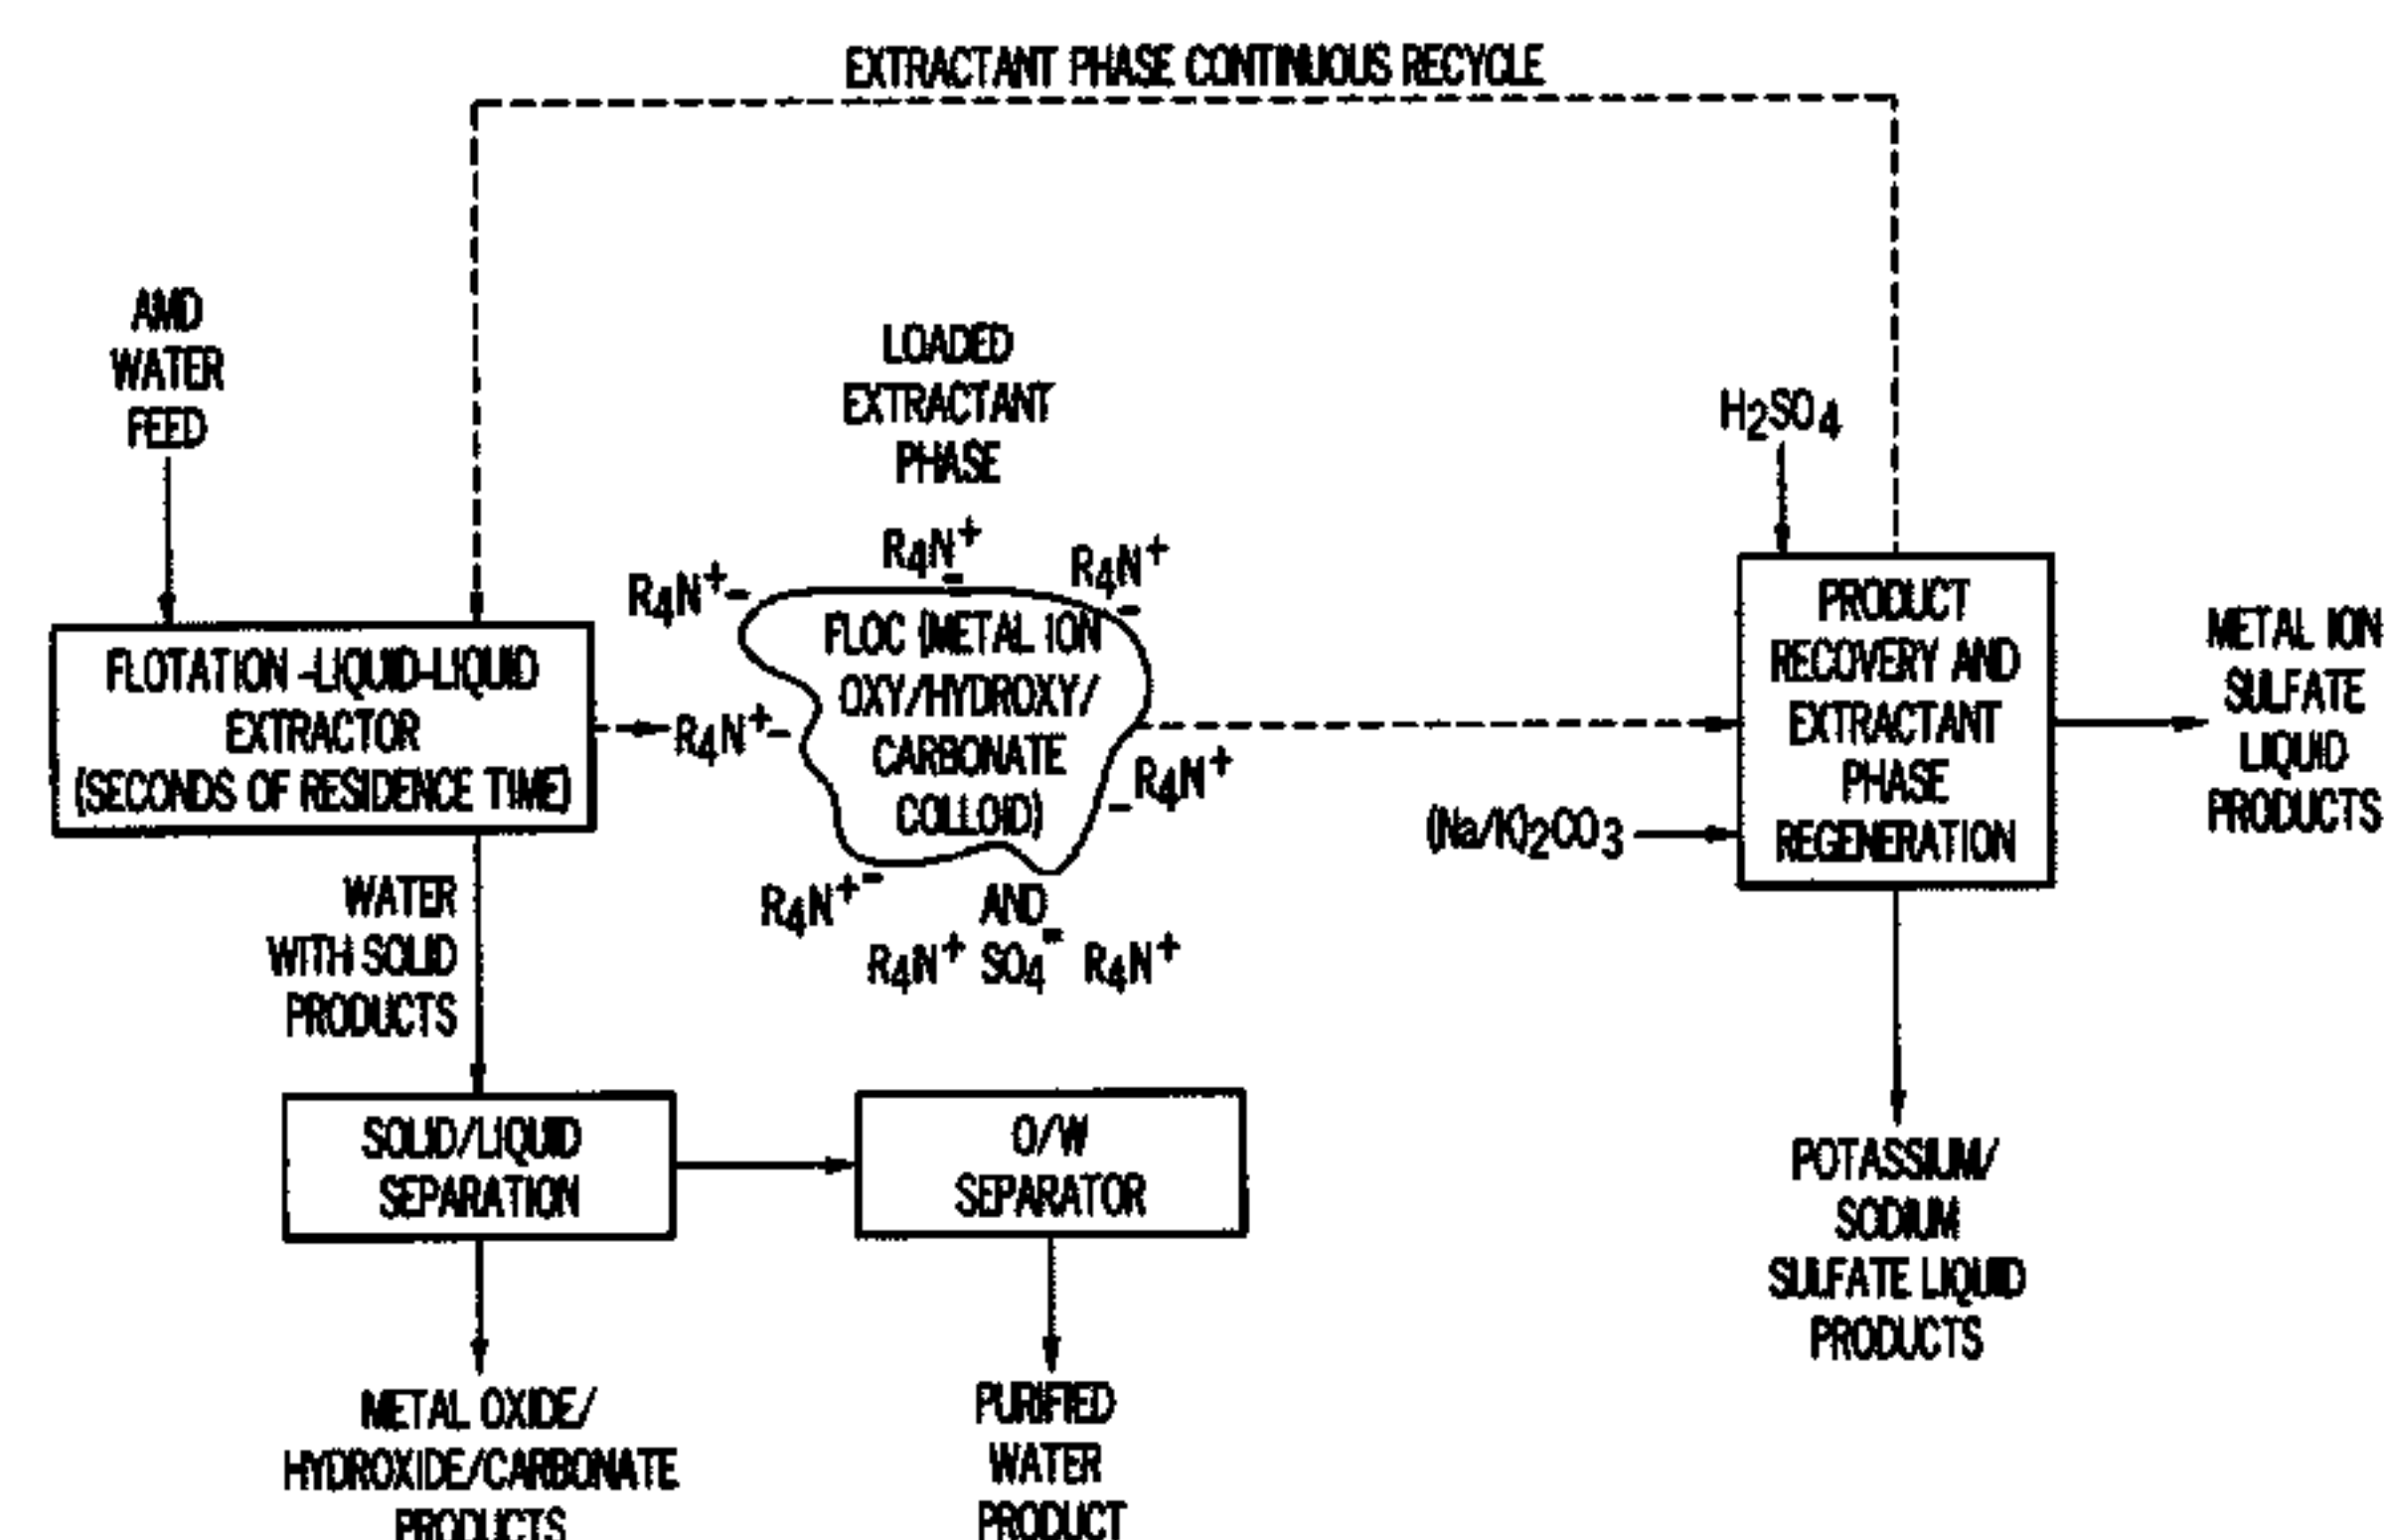 EXTRACTANT PHASE CONTINUOUS RECYCLE
AMD
WATER
FEED
LOADED
EXTRACTANT
PHASE
H2SO4
R4N+ -
R4N+ -
R4N+ -
FLOTATION -LIQUID-LIQUID
EXTRACTOR
(SECONDS OF RESIDENCE TIME)
R4N+ -
FLOC (METAL ION
OXY/HYDROXY/
CARBONATE
COLLOID)
- R4N+
R4N+ -
AND
R4N+ SO4= R4N+
(Na/K)2CO3
PRODUCT
RECOVERY AND
EXTRACTANT
PHASE
REGENERATION
METAL ION
SULFATE
LIQUID
PRODUCTS
WATER
WITH SOLID
PRODUCTS
SOLID/LIQUID
SEPARATION
O/W
SEPARATOR
POTASSIUM/
SODIUM
SULFATE LIQUID
PRODUCTS
METAL OXIDE/
HYDROXIDE/CARBONATE
PRODUCTS
PURIFIED
WATER
PRODUCT